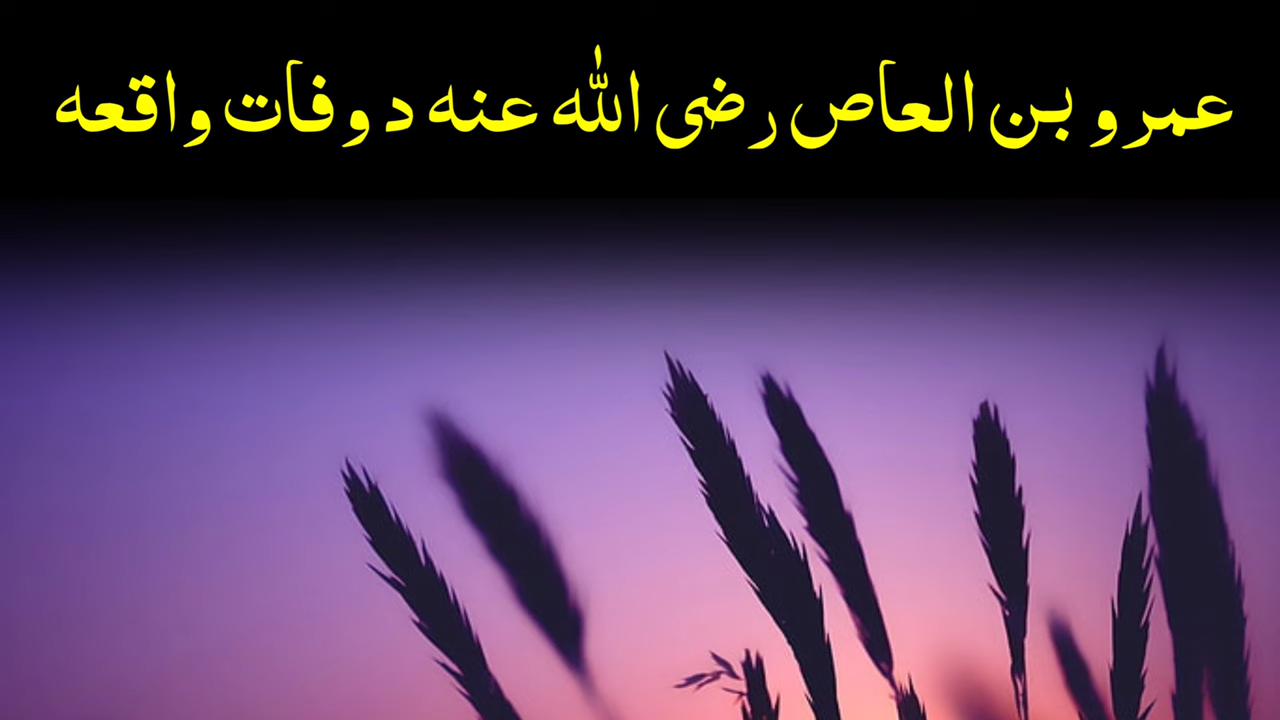 عمرو بن العاص رضی الله عنه د وفات واقعه